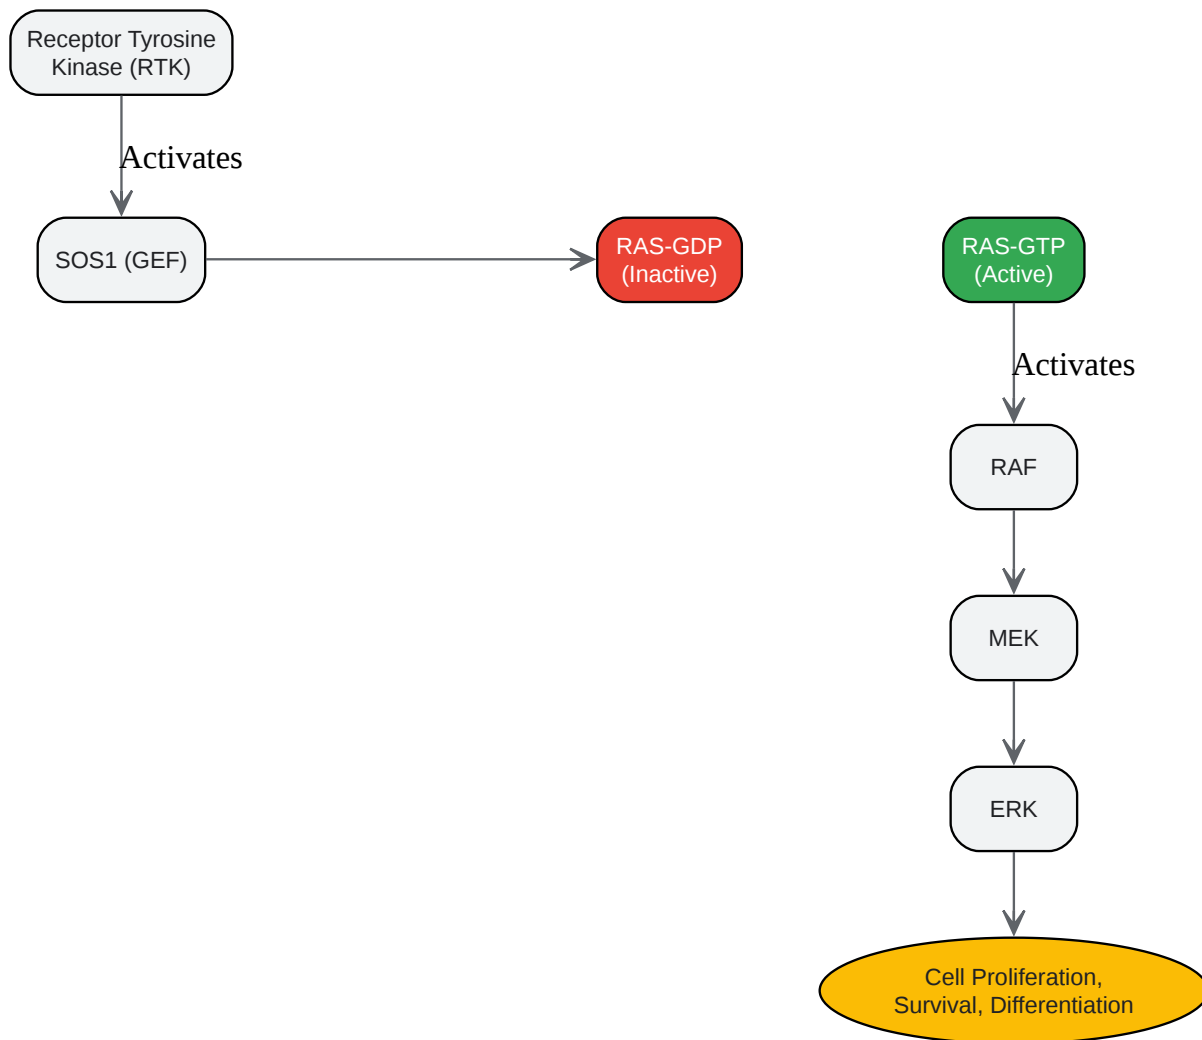 Receptor Tyrosine
Kinase (RTK)
Activates
SOS1 (GEF)
RAS-GDP
(Inactive)
RAS-GTP
(Active)
Activates
RAF
MEK
ERK
Cell Proliferation,
Survival, Differentiation